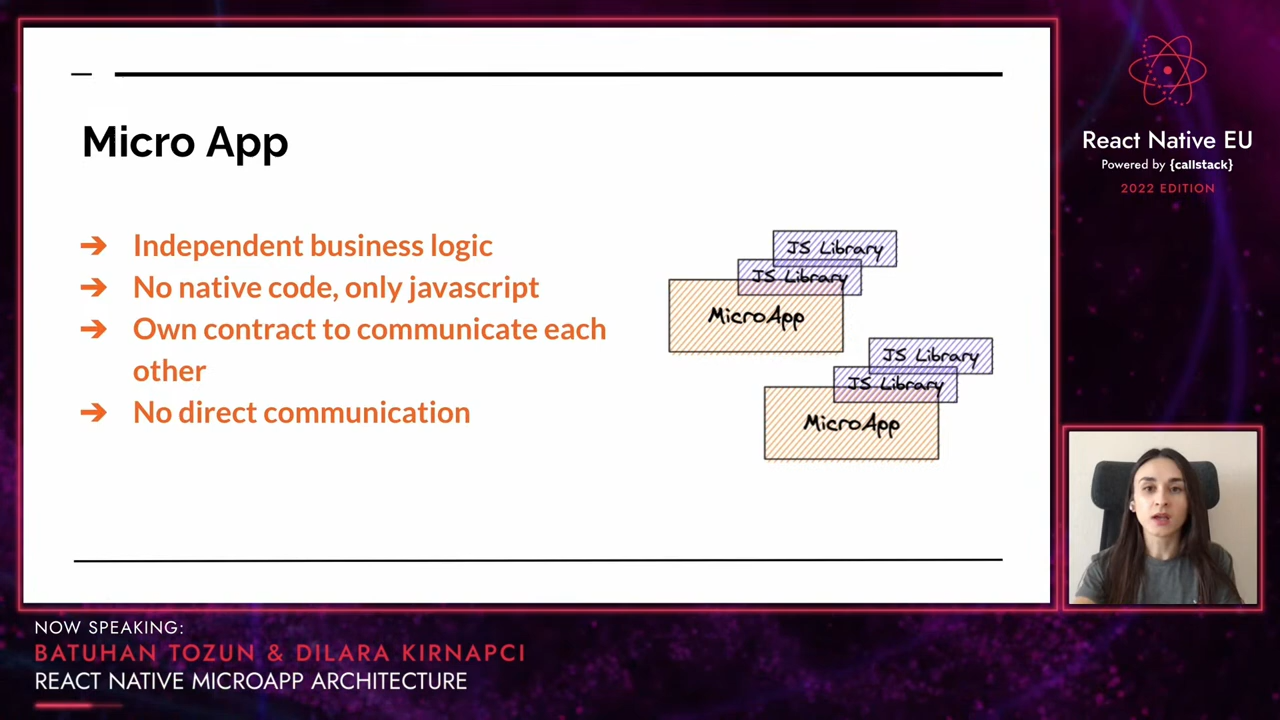 Micro App
➔ Independent business logic
➔ No native code, only javascript
➔ Own contract to communicate each
other
➔ No direct communication
JS Library
JS Library
MicroApp
JS Library
JS Library
MicroApp
React Native EU
Powered by {callstack}
2022 EDITION
NOW SPEAKING:
BATUHAN TOZUN & DILARA KIRNAPCI
REACT NATIVE MICROAPP ARCHITECTURE